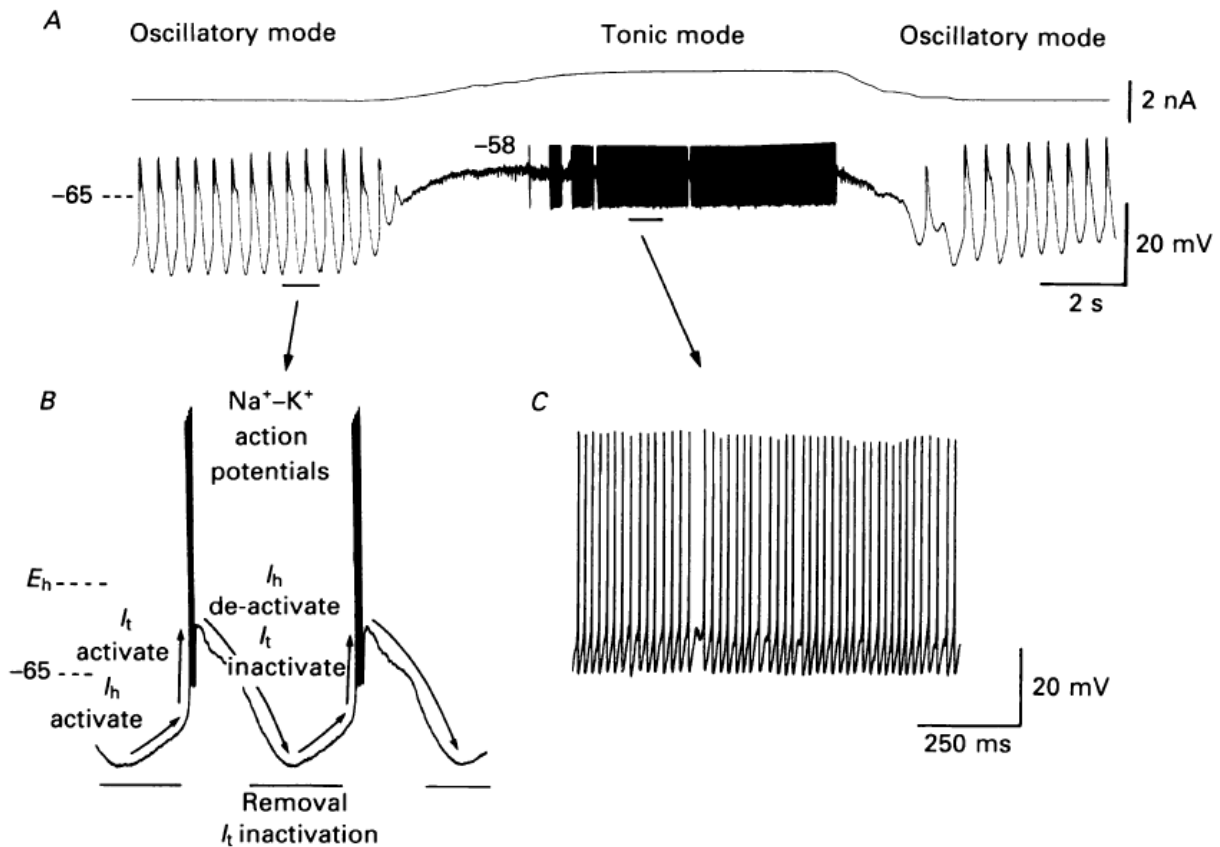 A
Oscillatory mode
Tonic mode
Oscillatory mode
2 nA
–58
–65
20 mV
2 s
B
Na⁺–K⁺
action
potentials
C
Eₕ
Iₕ
de-activate
Iₜ
activate
Iₜ
inactivate
–65
Iₕ
activate
20 mV
250 ms
Removal
Iₜ inactivation